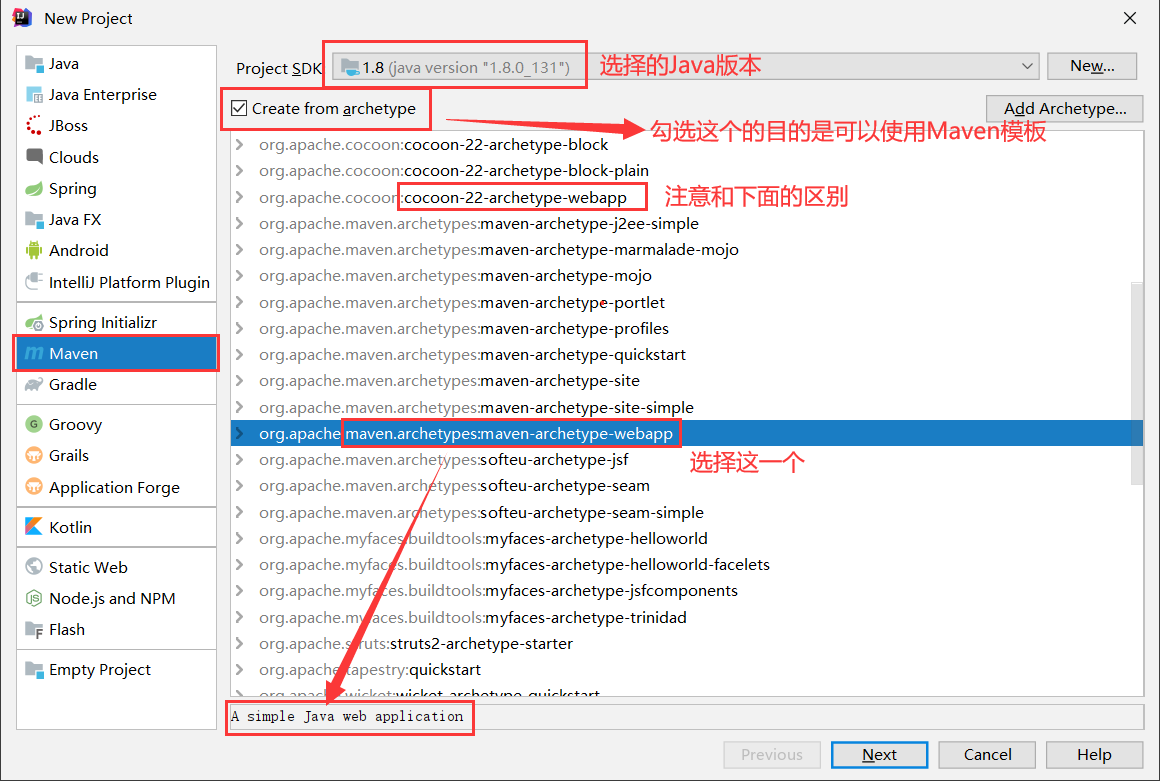 New Project
Java
Java Enterprise
JBoss
Clouds
Spring
Java FX
Android
IntelliJ Platform Plugin
Spring Initializr
Maven
Gradle
Groovy
Grails
Application Forge
Kotlin
Static Web
Node.js and NPM
Flash
Empty Project
Project SDK 1.8 (java version "1.8.0_131") 选择的Java版本 New...
Create from archetype Add Archetype...
勾选这个的目的是可以使用Maven模板
org.apache.cocoon:cocoon-22-archetype-block
org.apache.cocoon:cocoon-22-archetype-block-plain
org.apache.cocoon:cocoon-22-archetype-webapp 注意和下面的区别
org.apache.maven.archetypes:maven-archetype-j2ee-simple
org.apache.maven.archetypes:maven-archetype-marmalade-mojo
org.apache.maven.archetypes:maven-archetype-mojo
org.apache.maven.archetypes:maven-archetype-portlet
org.apache.maven.archetypes:maven-archetype-profiles
org.apache.maven.archetypes:maven-archetype-quickstart
org.apache.maven.archetypes:maven-archetype-site
org.apache.maven.archetypes:maven-archetype-site-simple
org.apache.maven.archetypes:maven-archetype-webapp
选择这一个
org.apache.maven.archetypes:softeu-archetype-jsf
org.apache.maven.archetypes:softeu-archetype-seam
org.apache.maven.archetypes:softeu-archetype-seam-simple
org.apache.myfaces.buildtools:myfaces-archetype-helloworld
org.apache.myfaces.buildtools:myfaces-archetype-helloworld-facelets
org.apache.myfaces.buildtools:myfaces-archetype-jsfcomponents
org.apache.myfaces.buildtools:myfaces-archetype-trinidad
org.apache.struts:struts2-archetype-starter
org.apache.tapestry:quickstart
org.apache.wicket:wicket-archetype-quickstart
A simple Java web application
Previous Next Cancel Help